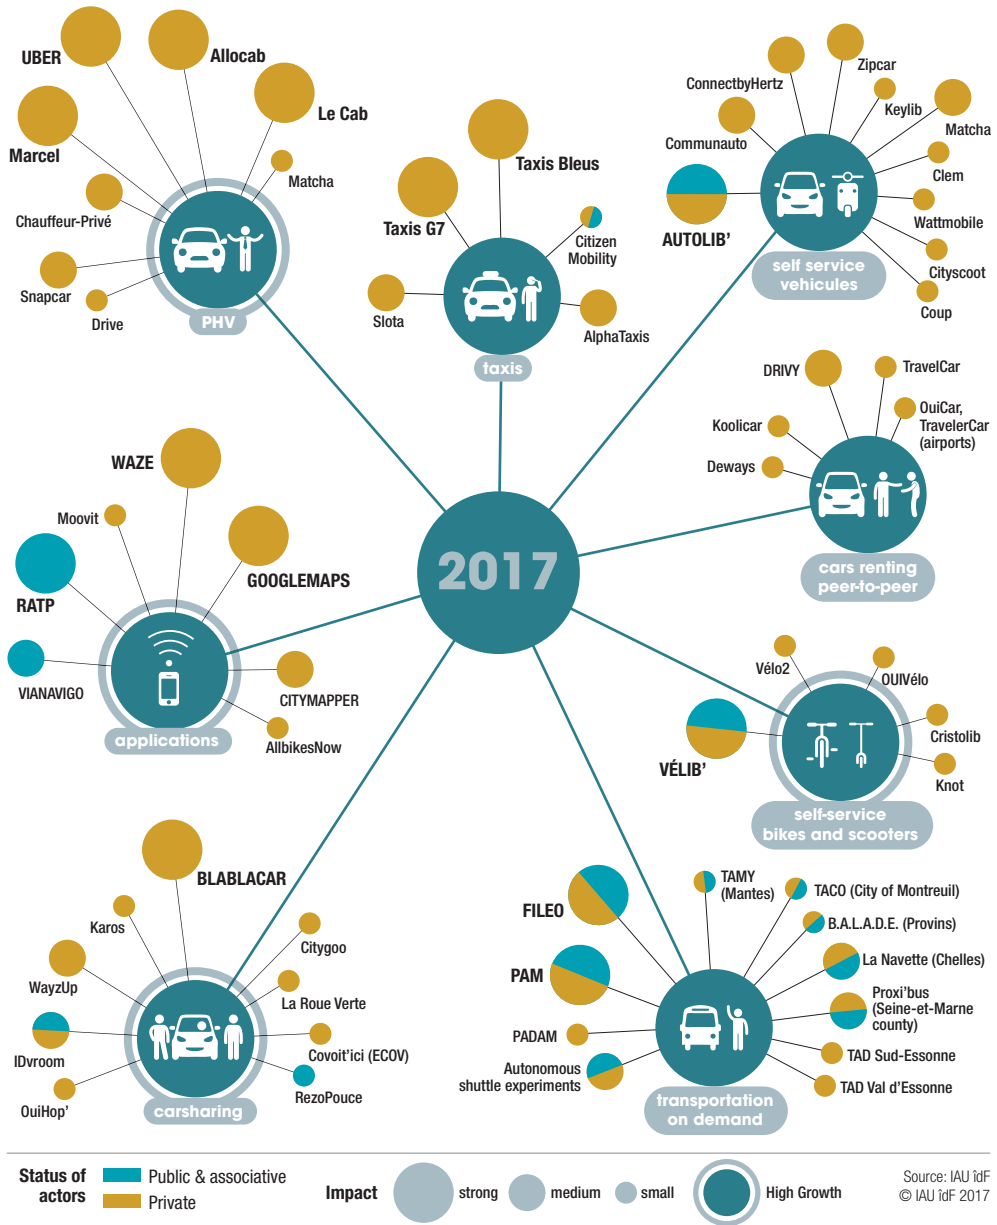 UBER
Allocab
Le Cab
Marcel
Matcha
Chauffeur-Privé
Snapcar
Drive
PHV
Taxis Bleus
Taxis G7
Citizen
Mobility
Slota
AlphaTaxis
taxis
Zipcar
ConnectbyHertz
Keylib
Matcha
Communauto
Clem
Wattmobile
AUTOLIB’
Cityscoot
Coup
self service
vehicules
DRIVY
TravelCar
OuiCar,
TravelerCar
(airports)
Koolicar
Deways
cars renting
peer-to-peer
2017
WAZE
Moovit
GOOGLEMAPS
RATP
VIANAVIGO
CITYMAPPER
AllbikesNow
applications
Vélo2
OUIVélo
Cristolib
VÉLIB’
Knot
self-service
bikes and scooters
BLABLACAR
Karos
Citygoo
WayzUp
La Roue Verte
IDvroom
Covoit’ici (ECOV)
RezoPouce
OuiHop’
carsharing
TAMY
(Mantes)
TACO (City of Montreuil)
FILEO
B.A.L.A.D.E. (Provins)
La Navette (Chelles)
PAM
Proxi’bus
(Seine-et-Marne
county)
PADAM
TAD Sud-Essonne
Autonomous
shuttle experiments
TAD Val d’Essonne
transportation
on demand
Status of
actors
Public & associative
Private
Impact
strong
medium
small
High Growth
Source: IAU îdF
© IAU îdF 2017